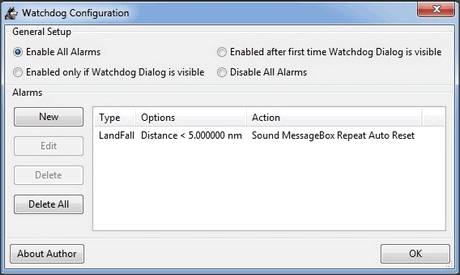 Watchdog Configuration
General Setup
Enable All Alarms
Enabled after first time Watchdog Dialog is visible
Enabled only if Watchdog Dialog is visible
Disable All Alarms
Alarms
New
Edit
Delete
Delete All
Type Options Action
LandFall Distance < 5.000000 nm Sound MessageBox Repeat Auto Reset
About Author
OK